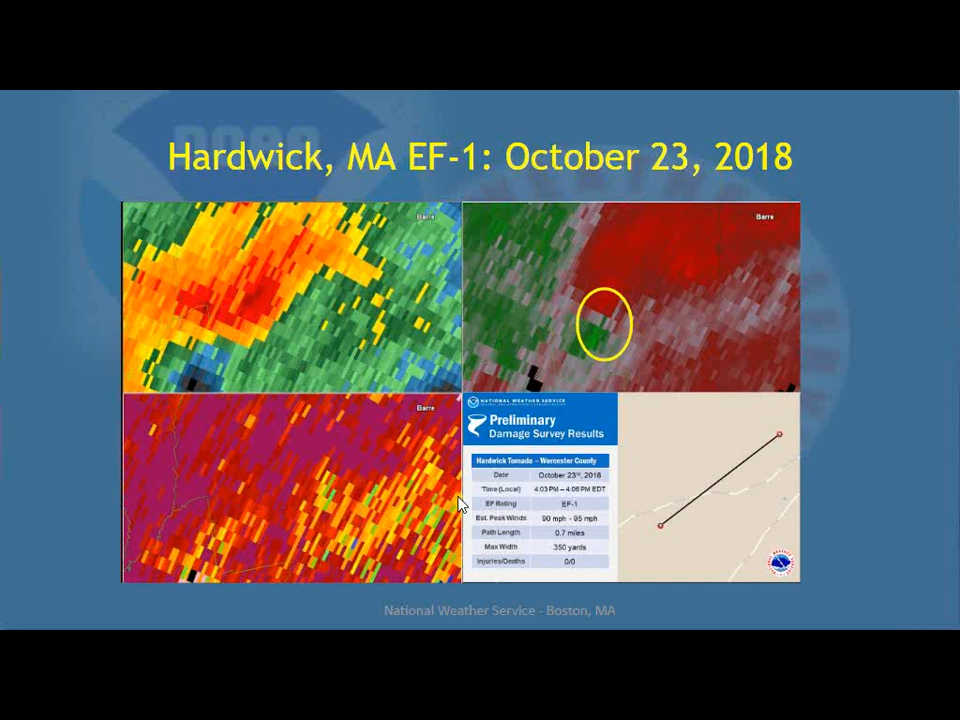 Hardwick, MA EF-1: October 23, 2018
Barre
Barre
Barre
NATIONAL WEATHER SERVICE
Preliminary
Damage Survey Results
Hardwick Tornado – Worcester County
Date October 23rd, 2018
Time (Local) 4:03 PM – 4:06 PM EDT
EF Rating EF-1
Est. Peak Winds 90 mph - 95 mph
Path Length 0.7 miles
Max Width 350 yards
Injuries/Deaths 0/0
National Weather Service - Boston, MA